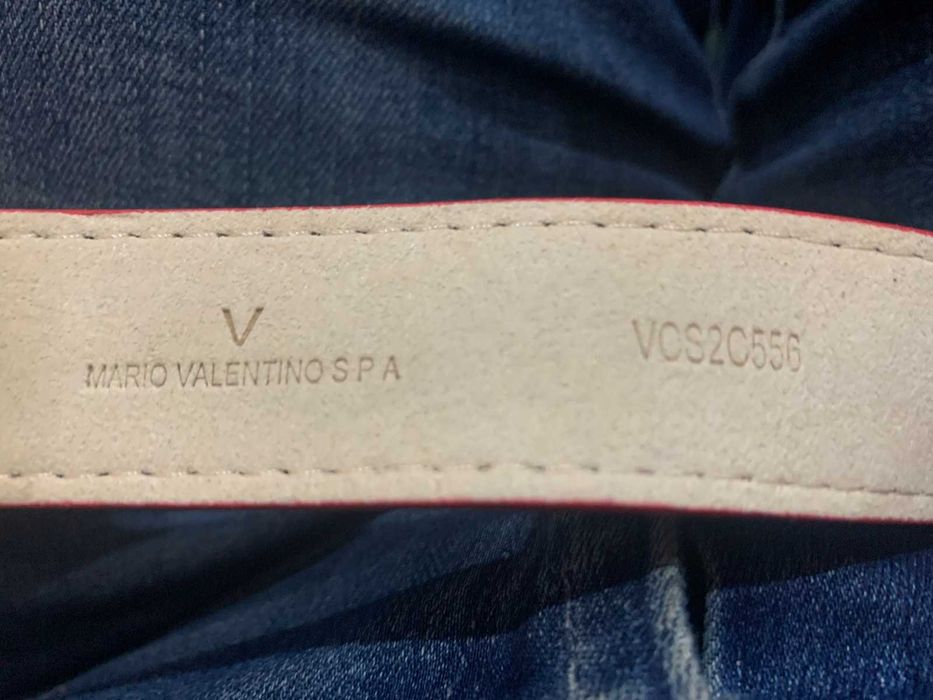 V
MARIO VALENTINO S P A
VCS2C556